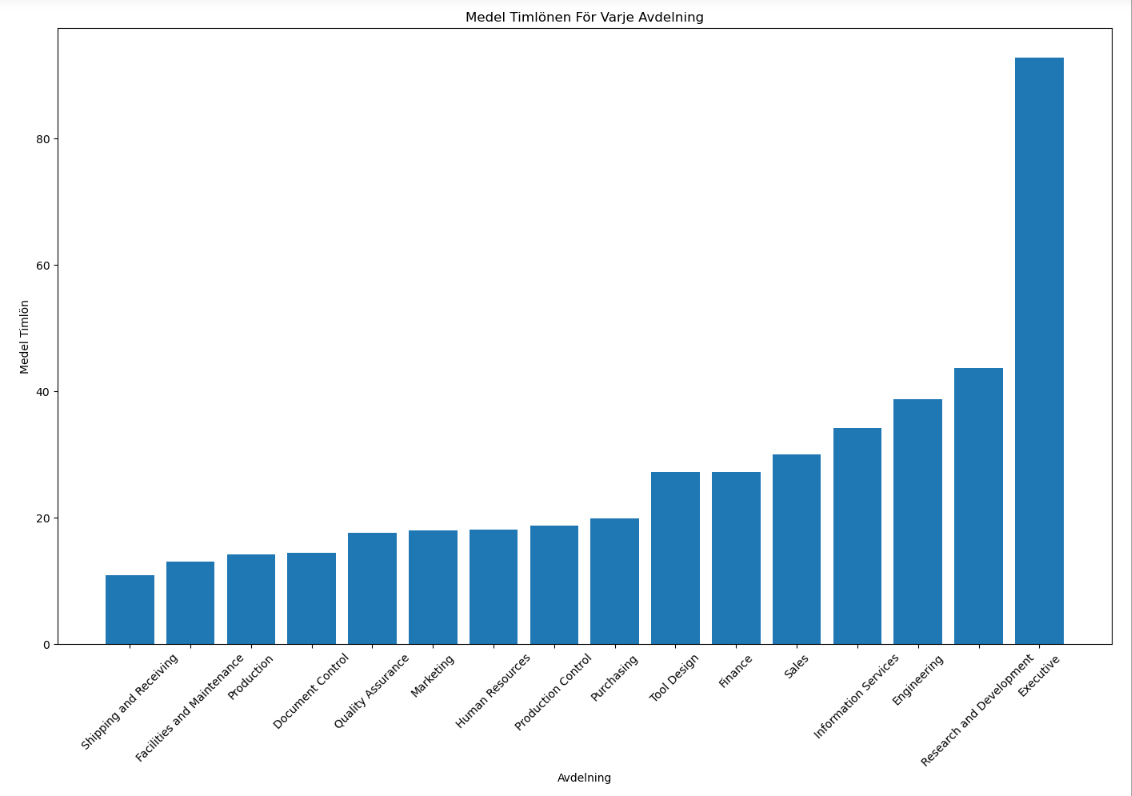 Medel Timlönen För Varje Avdelning
Medel Timlön
80
60
40
20
0
Shipping and Receiving
Facilities and Maintenance
Production
Document Control
Quality Assurance
Marketing
Human Resources
Production Control
Purchasing
Tool Design
Finance
Sales
Information Services
Engineering
Research and Development
Executive
Avdelning